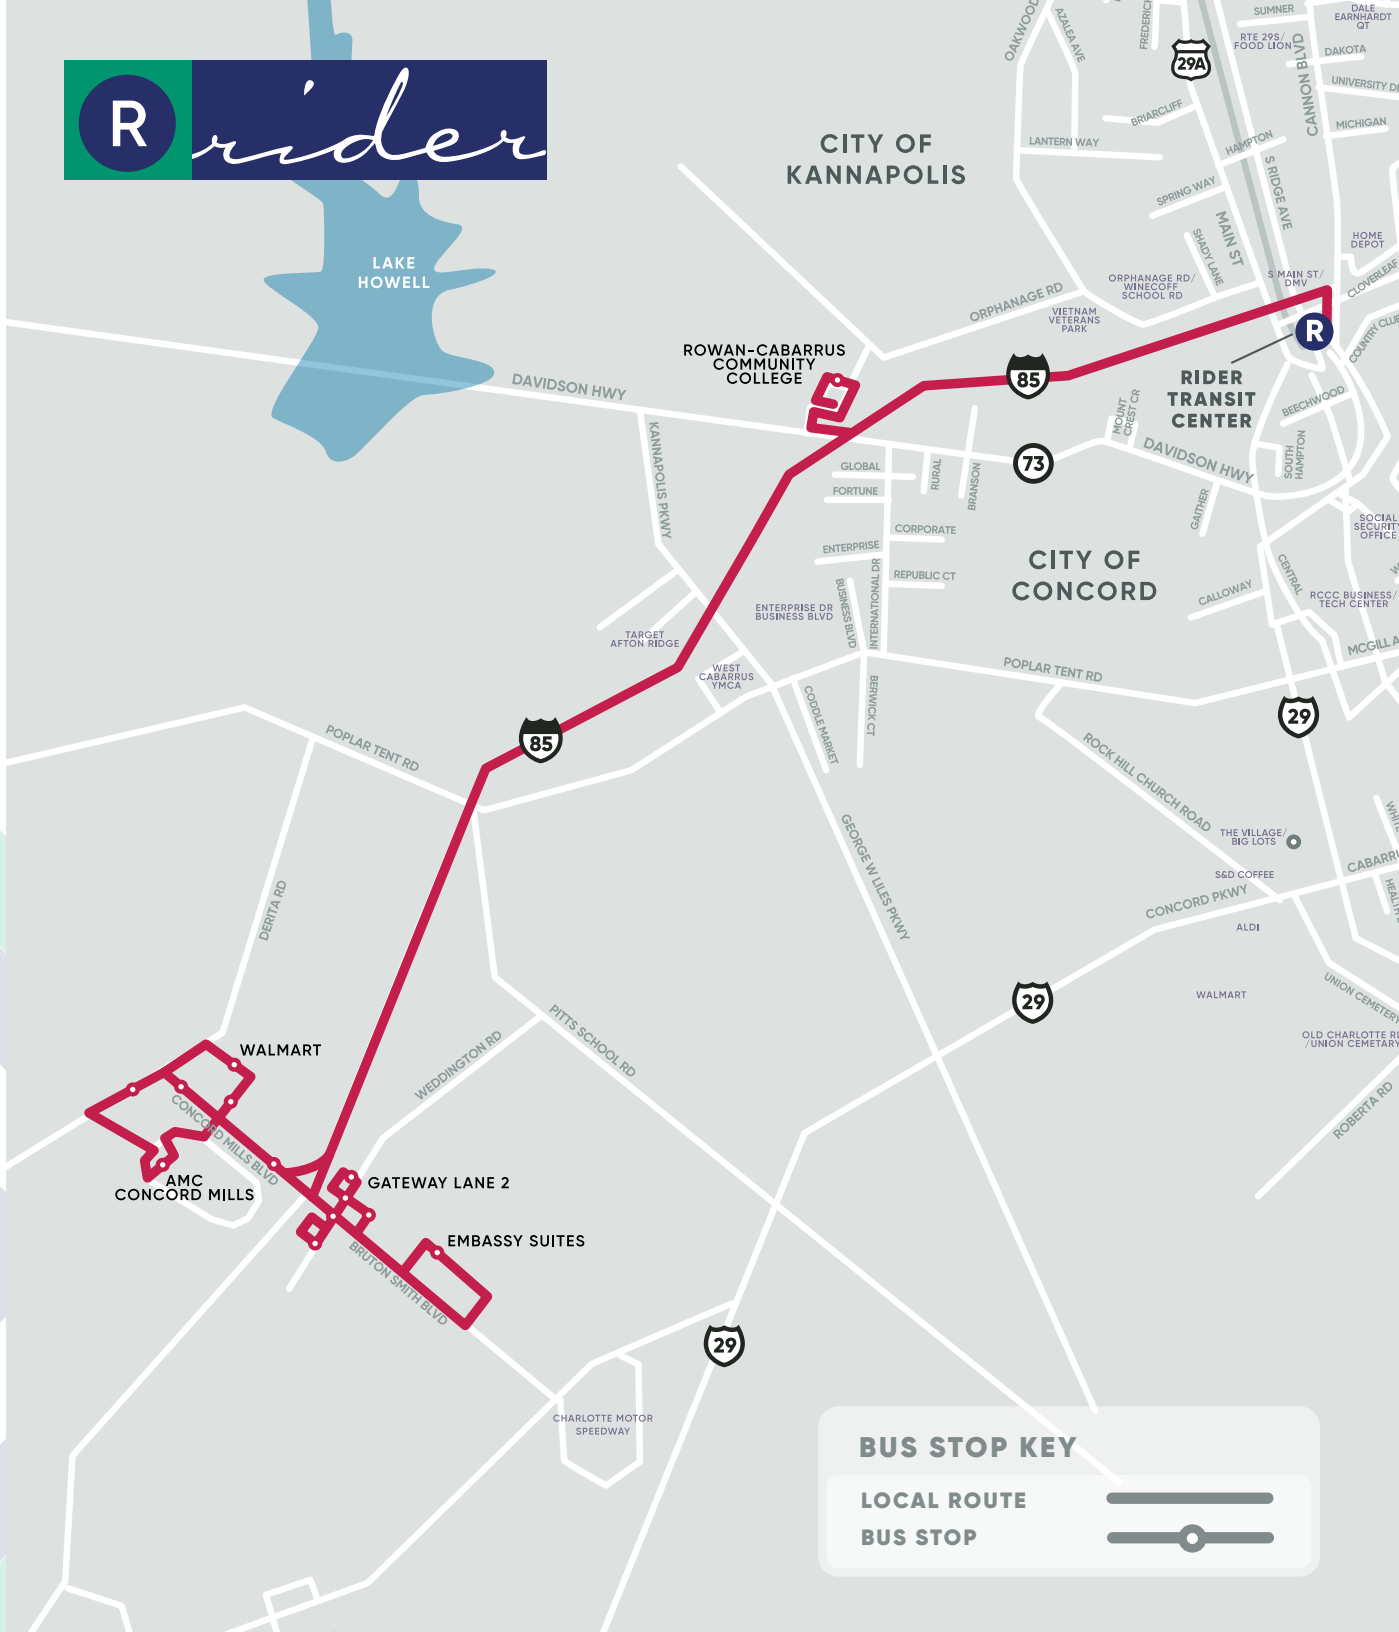 R
rider
LAKE
HOWELL
CITY OF
KANNAPOLIS
OAKWOOD
AZALEA AVE
FREDERICK
29A
SUMNER
RTE 29S/
FOOD LION
DALE
EARNHARDT
QT
CANNON BLVD
DAKOTA
MICHIGAN
BRIARCLIFF
LANTERN WAY
HAMPTON
S RIDGE AVE
SPRING WAY
MAIN ST
SHADY LANE
HOME
DEPOT
S MAIN ST/
DMV
CLOVERLEAF
ORPHANAGE RD/
WINECOFF
SCHOOL RD
ORPHANAGE RD
VIETNAM
VETERANS
PARK
R
RIDER
TRANSIT
CENTER
BEECHWOOD
ROWAN-CABARRUS
COMMUNITY
COLLEGE
85
DAVIDSON HWY
KANNAPOLIS PKWY
MOUNT
CREST CR
DAVIDSON HWY
73
SOUTH
HAMPTON
GAITHER
GLOBAL
FORTUNE
RURAL
BRANSON
CORPORATE
ENTERPRISE
REPUBLIC CT
BUSINESS BLVD
INTERNATIONAL DR
ENTERPRISE DR
BUSINESS BLVD
CITY OF
CONCORD
SOCIAL
SECURITY
OFFICE
CENTRAL
CALLOWAY
RCCC BUSINESS/
TECH CENTER
TARGET
AFTON RIDGE
WEST
CABARRUS
YMCA
CODDLE MARKET
BERWICK CT
POPLAR TENT RD
29
ROCK HILL CHURCH ROAD
85
POPLAR TENT RD
GEORGE W LILES PKWY
THE VILLAGE/
BIG LOTS
S&D COFFEE
CONCORD PKWY
ALDI
WALMART
UNION CEMETERY
/UNION CEMETARY
ROBERTA RD
29
DERITA RD
WEDDINGTON RD
PITTS SCHOOL RD
WALMART
CONCORD MILLS BLVD
AMC
CONCORD MILLS
GATEWAY LANE 2
EMBASSY SUITES
BRUTON SMITH BLVD
29
CHARLOTTE MOTOR
SPEEDWAY
BUS STOP KEY
LOCAL ROUTE
BUS STOP